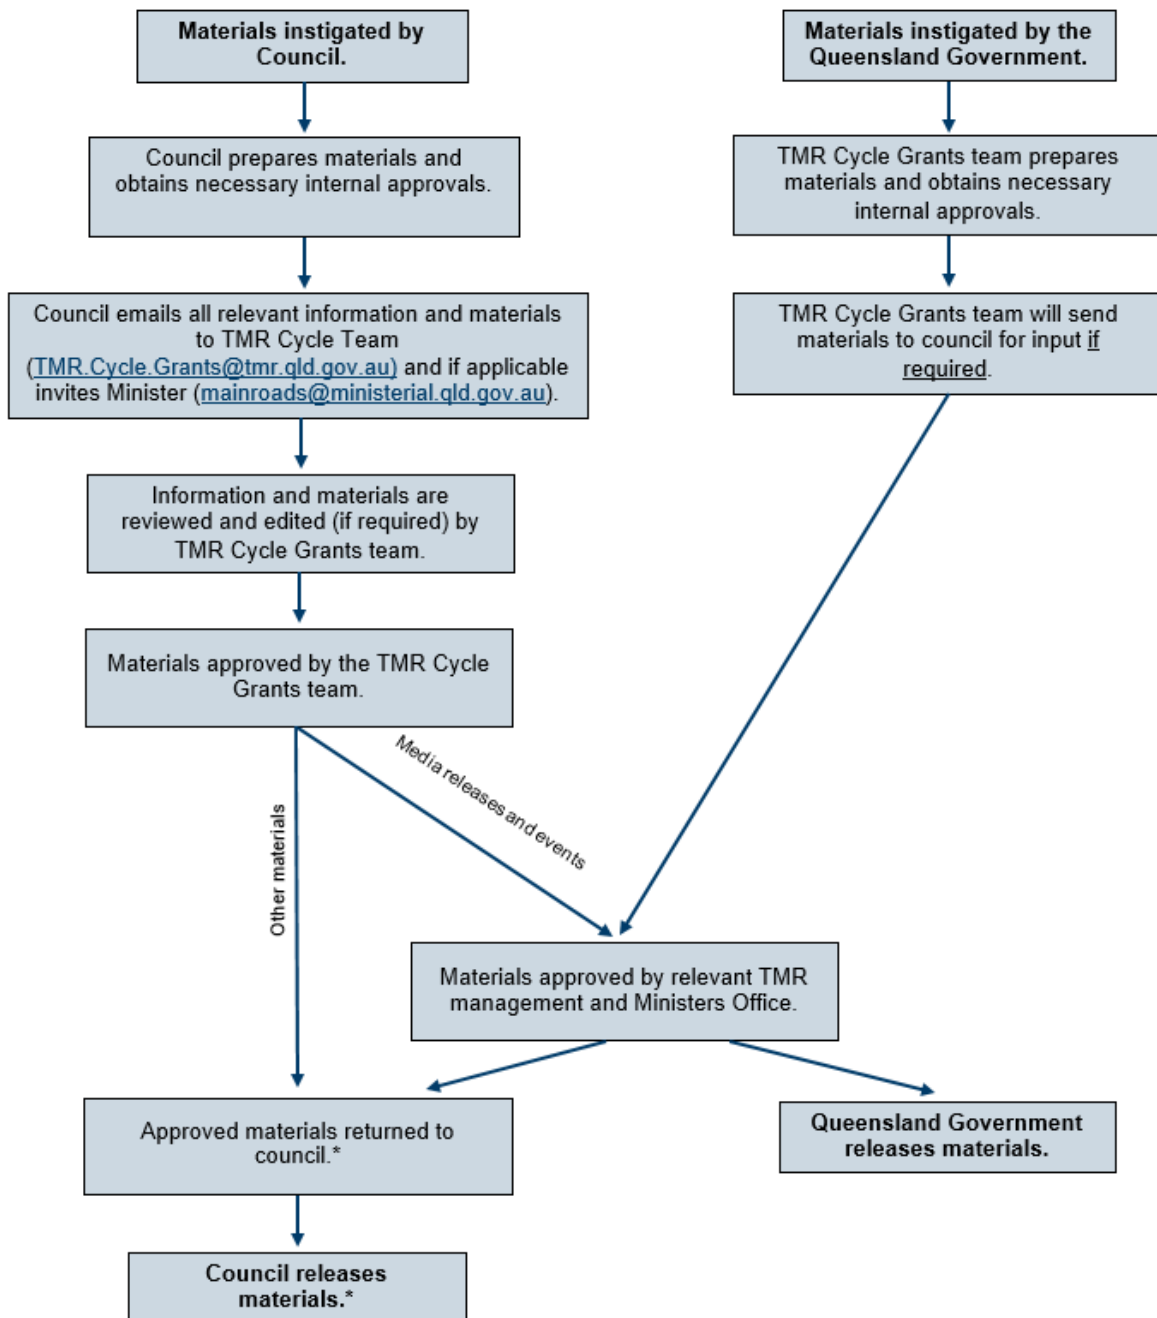 Materials instigated by
Council.
Materials instigated by the
Queensland Government.
Council prepares materials and
obtains necessary internal approvals.
TMR Cycle Grants team prepares
materials and obtains necessary
internal approvals.
Council emails all relevant information and materials
to TMR Cycle Team
(TMR.Cycle.Grants@tmr.qld.gov.au) and if applicable
invites Minister (mainroads@ministerial.qld.gov.au).
TMR Cycle Grants team will send
materials to council for input if
required.
Information and materials are
reviewed and edited (if required) by
TMR Cycle Grants team.
Materials approved by the TMR Cycle
Grants team.
Media releases and events
Other materials
Materials approved by relevant TMR
management and Ministers Office.
Approved materials returned to
council.*
Queensland Government
releases materials.
Council releases
materials.*